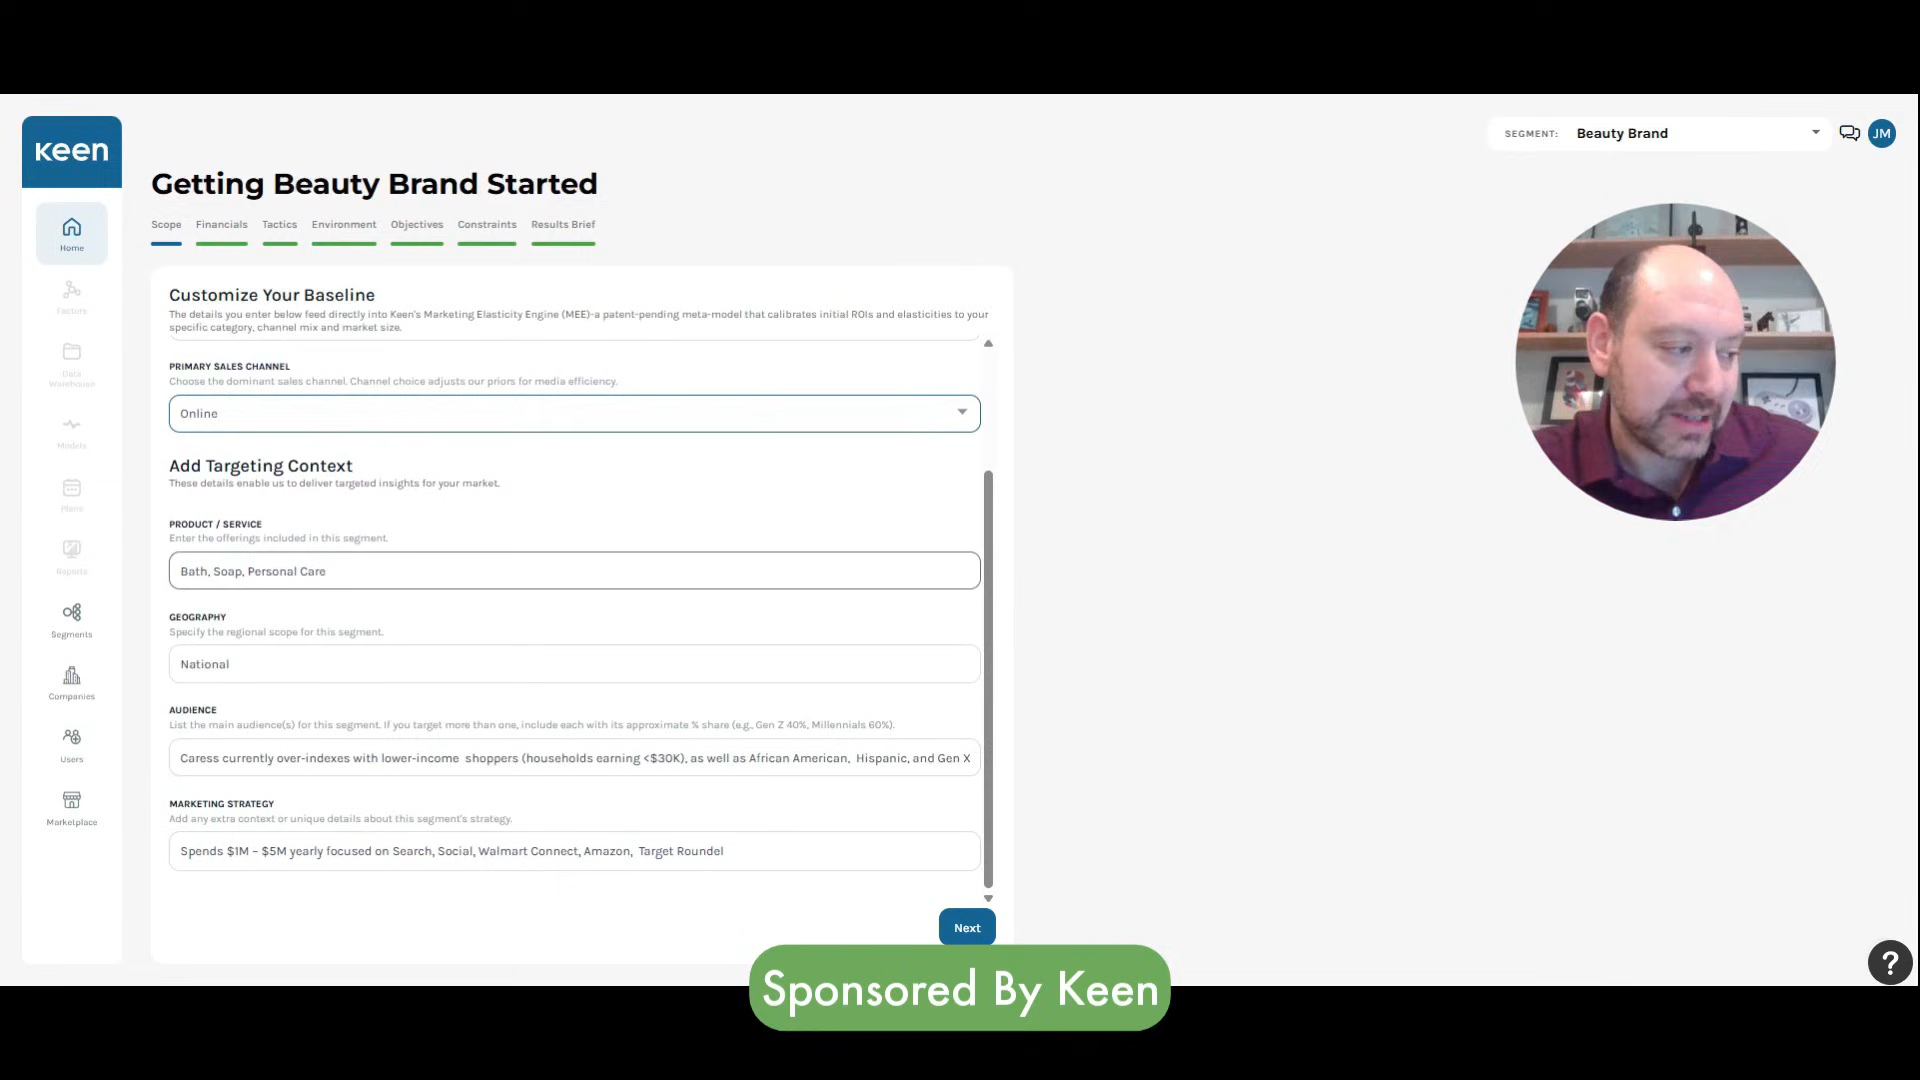 keen
SEGMENT: Beauty Brand
JM
Getting Beauty Brand Started
Scope Financials Tactics Environment Objectives Constraints Results Brief
Home
Factors
Data
Warehouse
Models
Plans
Reports
Segments
Companies
Users
Marketplace
Customize Your Baseline
The details you enter below feed directly into Keen's Marketing Elasticity Engine (MEE)-a patent-pending meta-model that calibrates initial ROIs and elasticities to your
specific category, channel mix and market size.
PRIMARY SALES CHANNEL
Choose the dominant sales channel. Channel choice adjusts our priors for media efficiency.
Online
Add Targeting Context
These details enable us to deliver targeted insights for your market.
PRODUCT / SERVICE
Enter the offerings included in this segment.
Bath, Soap, Personal Care
GEOGRAPHY
Specify the regional scope for this segment.
National
AUDIENCE
List the main audience(s) for this segment. If you target more than one, include each with its approximate % share (e.g., Gen Z 40%, Millennials 60%).
Caress currently over-indexes with lower-income shoppers (households earning <$30K), as well as African American, Hispanic, and Gen X
MARKETING STRATEGY
Add any extra context or unique details about this segment's strategy.
Spends $1M – $5M yearly focused on Search, Social, Walmart Connect, Amazon, Target Roundel
Next
?
Sponsored By Keen